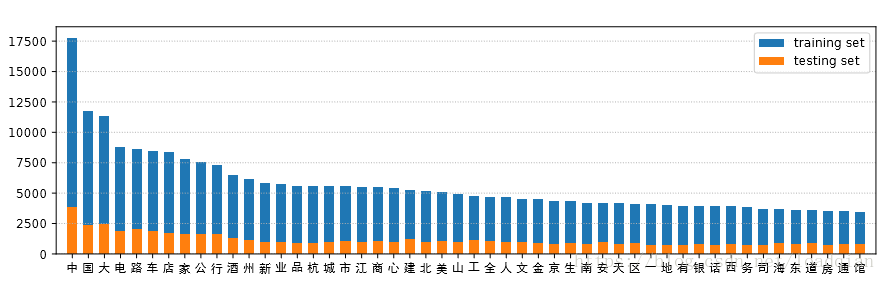 17500
15000
12500
10000
7500
5000
2500
0
training set
testing set
中 国 大 电 路 车 店 家 公 行 酒 州 新 业 品 杭 城 市 江 商 心 建 北 美 山 工 全 人 文 金 京 生 南 安 天 区 一 地 有 银 话 西 务 司 海 东 道 房 通 馆